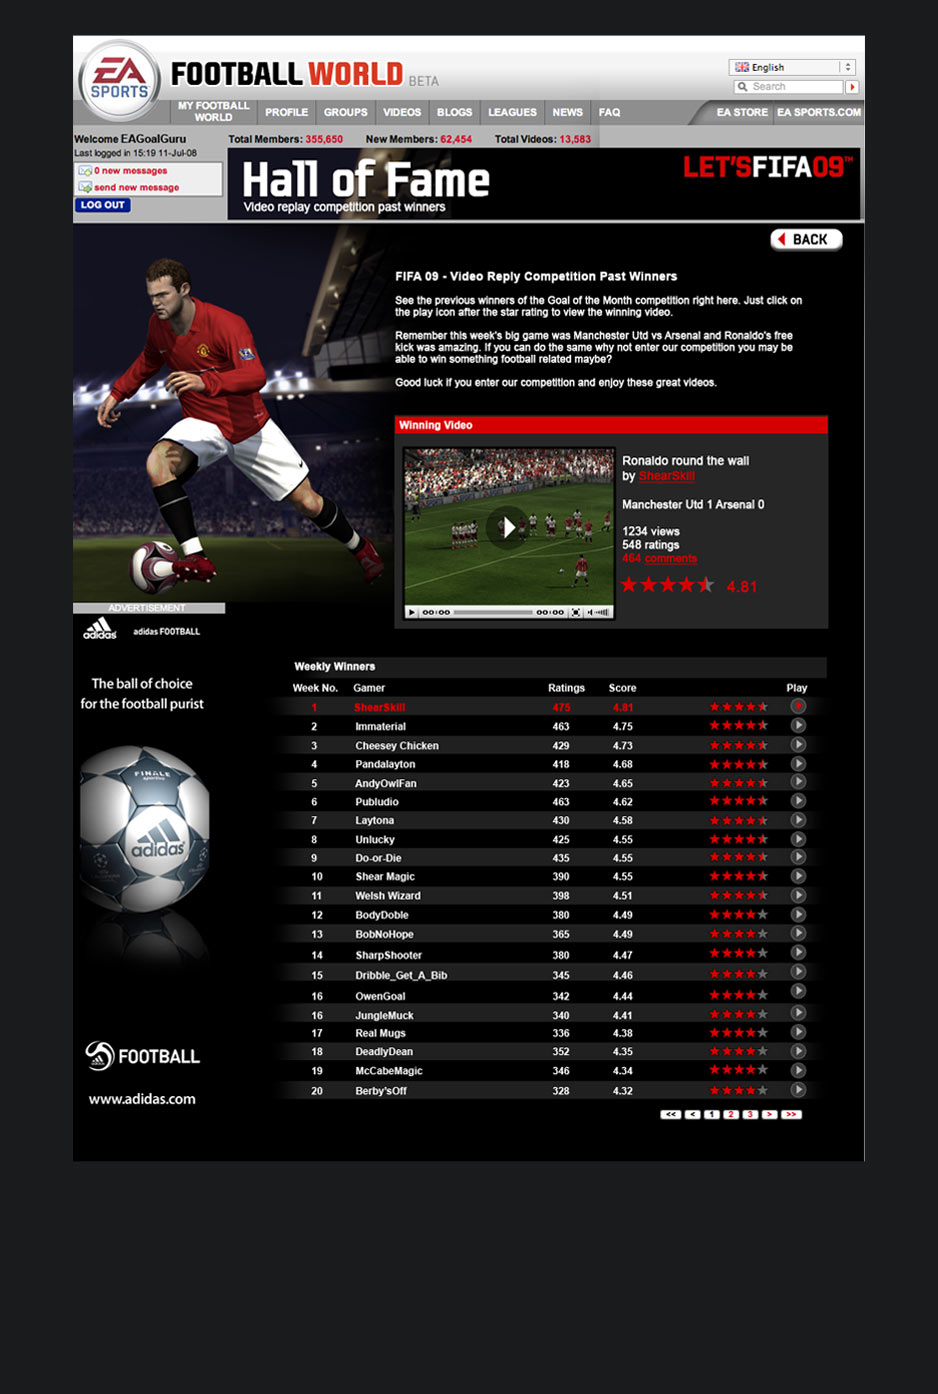 EA SPORTS
FOOTBALL WORLD BETA
English
Search
MY FOOTBALL WORLD PROFILE GROUPS VIDEOS BLOGS LEAGUES NEWS FAQ EA STORE EA SPORTS.COM
Welcome EAGoalGuru
Last logged in 15:19 11-Jul-08
0 new messages
send new message
LOG OUT
Total Members: 355,650 New Members: 62,454 Total Videos: 13,583
Hall of Fame
Video replay competition past winners
LET'SFIFA09™
BACK
FIFA 09 - Video Reply Competition Past Winners
See the previous winners of the Goal of the Month competition right here. Just click on
the play icon after the star rating to view the winning video.
Remember this week's big game was Manchester Utd vs Arsenal and Ronaldo's free
kick was amazing. If you can do the same why not enter our competition you may be
able to win something football related maybe?
Good luck if you enter our competition and enjoy these great videos.
Winning Video
00:00 00:00
Ronaldo round the wall
by ShearSkill
Manchester Utd 1 Arsenal 0
1234 views
548 ratings
464 comments
4.81
ADVERTISEMENT
adidas
adidas FOOTBALL
The ball of choice
for the football purist
FINALE
adidas
FOOTBALL
www.adidas.com
Weekly Winners
Week No. Gamer Ratings Score Play
1 ShearSkill 475 4.81
2 Immaterial 463 4.75
3 Cheesey Chicken 429 4.73
4 Pandalayton 418 4.68
5 AndyOwlFan 423 4.65
6 Publudio 463 4.62
7 Laytona 430 4.58
8 Unlucky 425 4.55
9 Do-or-Die 435 4.55
10 Shear Magic 390 4.55
11 Welsh Wizard 398 4.51
12 BodyDoble 380 4.49
13 BobNoHope 365 4.49
14 SharpShooter 380 4.47
15 Dribble_Get_A_Bib 345 4.46
16 OwenGoal 342 4.44
16 JungleMuck 340 4.41
17 Real Mugs 336 4.38
18 DeadlyDean 352 4.35
19 McCabeMagic 346 4.34
20 Berby'sOff 328 4.32
<< < 1 2 3 > >>